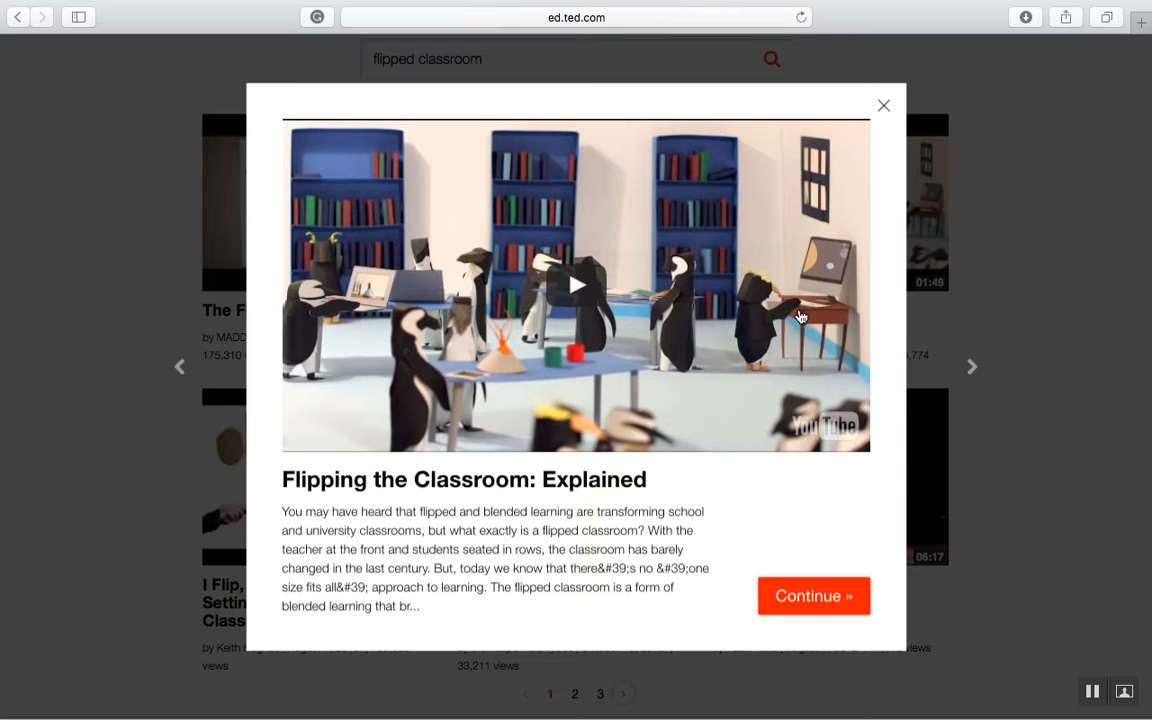 ed.ted.com
flipped classroom
01:49
The F
by MADD
175,310
,774
YouTube
Flipping the Classroom: Explained
You may have heard that flipped and blended learning are transforming school
and university classrooms, but what exactly is a flipped classroom? With the
teacher at the front and students seated in rows, the classroom has barely
changed in the last century. But, today we know that there&#39;s no &#39;one
size fits all&#39; approach to learning. The flipped classroom is a form of
blended learning that br...
Continue »
06:17
I Flip,
Setting
Class
by Keith
views
views
33,211 views
‹ 1 2 3 ›